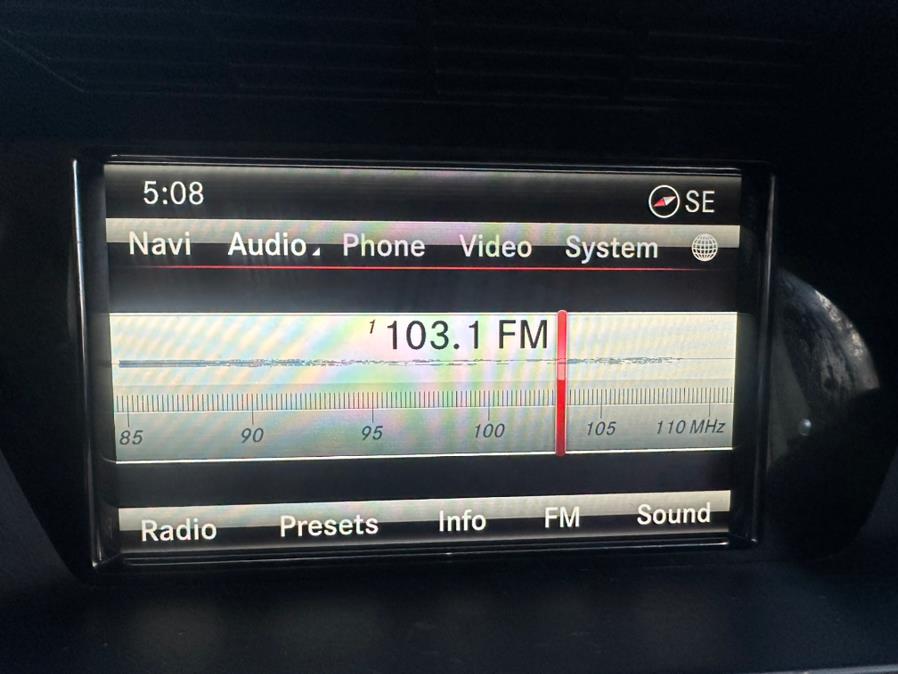 5:08 SE
Navi Audio Phone Video System
1 103.1 FM
85 90 95 100 105 110 MHz
Radio Presets Info FM Sound